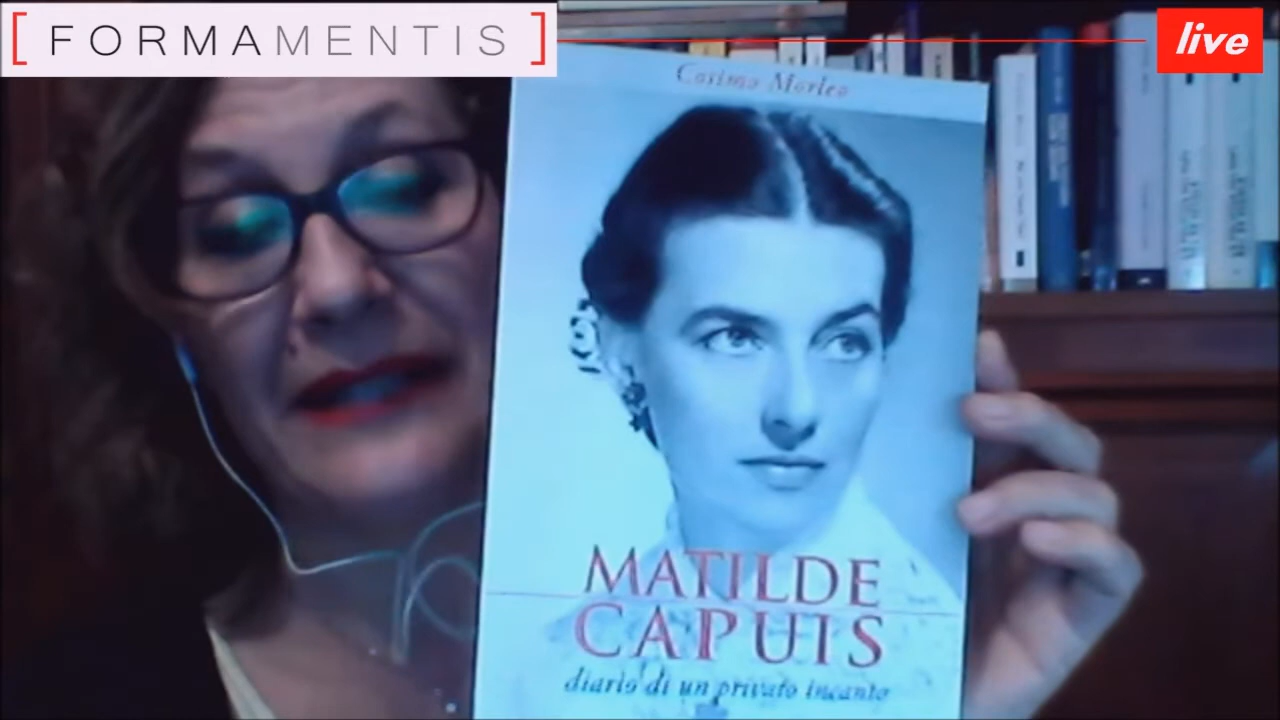 [FORMAMENTIS]
live
Cosimo Morleo
MATILDE
CAPUIS
diario di un privato incanto